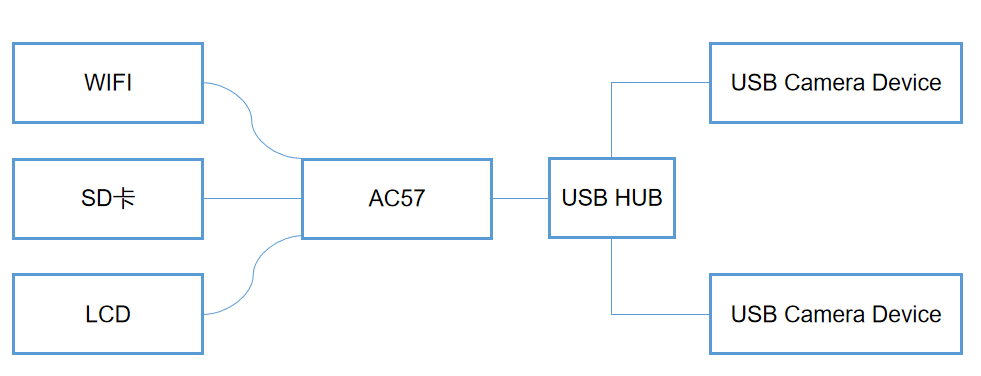 WIFI
USB Camera Device
SD卡
AC57
USB HUB
LCD
USB Camera Device